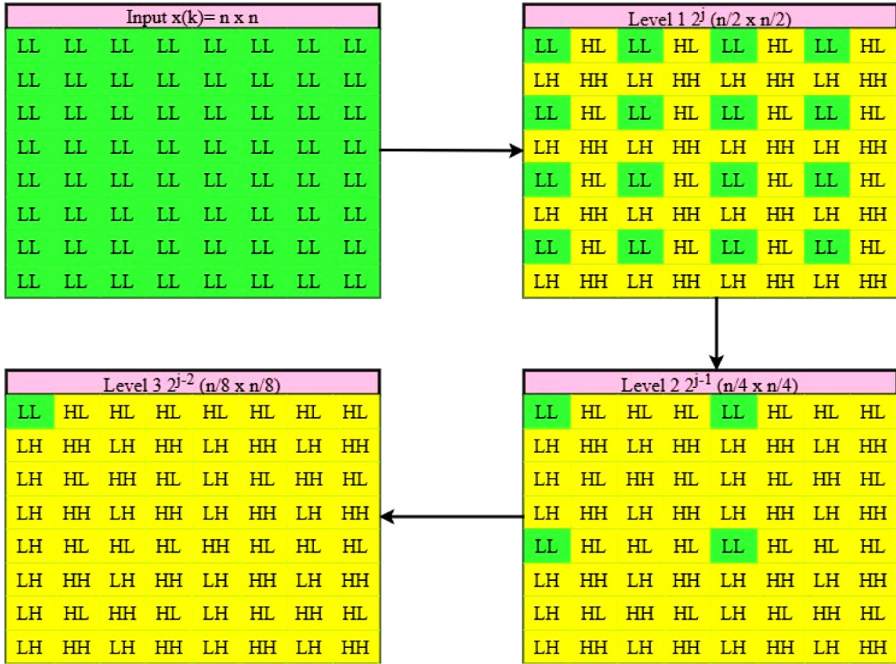 Input x(k)= n x n
LL LL LL LL LL LL LL LL
LL LL LL LL LL LL LL LL
LL LL LL LL LL LL LL LL
LL LL LL LL LL LL LL LL
LL LL LL LL LL LL LL LL
LL LL LL LL LL LL LL LL
LL LL LL LL LL LL LL LL
LL LL LL LL LL LL LL LL
Level 1 2^j (n/2 x n/2)
LL HL LL HL LL HL LL HL
LH HH LH HH LH HH LH HH
LL HL LL HL LL HL LL HL
LH HH LH HH LH HH LH HH
LL HL LL HL LL HL LL HL
LH HH LH HH LH HH LH HH
LL HL LL HL LL HL LL HL
LH HH LH HH LH HH LH HH
Level 3 2^j-2 (n/8 x n/8)
LL HL HL HL HL HL HL HL
LH HH LH HH LH HH LH HH
LH HL HH HL LH HL HH HL
LH HH LH HH LH HH LH HH
LH HL HL HL HH HL HL HL
LH HH LH HH LH HH LH HH
LH HL HH HL LH HL HH HL
LH HH LH HH LH HH LH HH
Level 2 2^j-1 (n/4 x n/4)
LL HL HL HL LL HL HL HL
LH HH LH HH LH HH LH HH
LH HL HH HL LH HL HH HL
LH HH LH HH LH HH LH HH
LL HL HL HL LL HL HL HL
LH HH LH HH LH HH LH HH
LH HL HH HL LH HL HH HL
LH HH LH HH LH HH LH HH